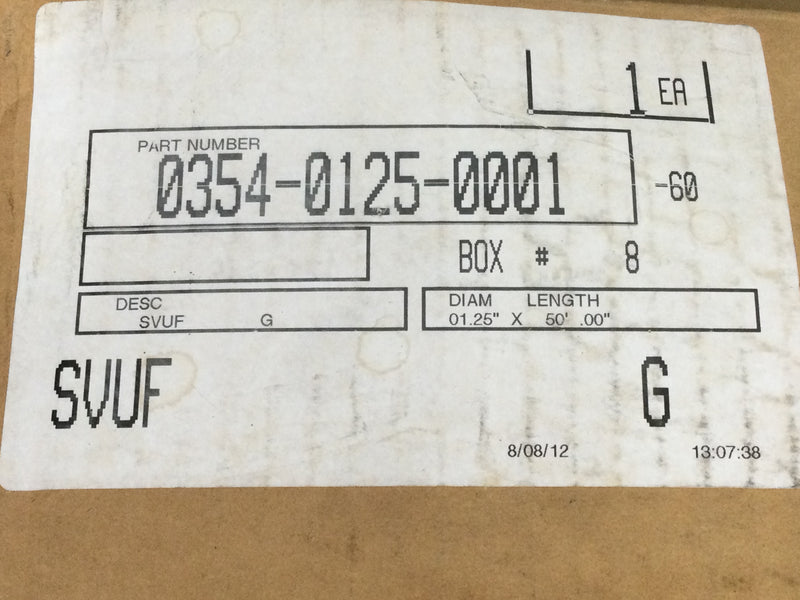 1 EA
PART NUMBER
0354-0125-0001
-60
BOX # 8
DESC
SVUF G
DIAM LENGTH
01.25" X 50' .00"
SVUF G
8/08/12 13:07:38